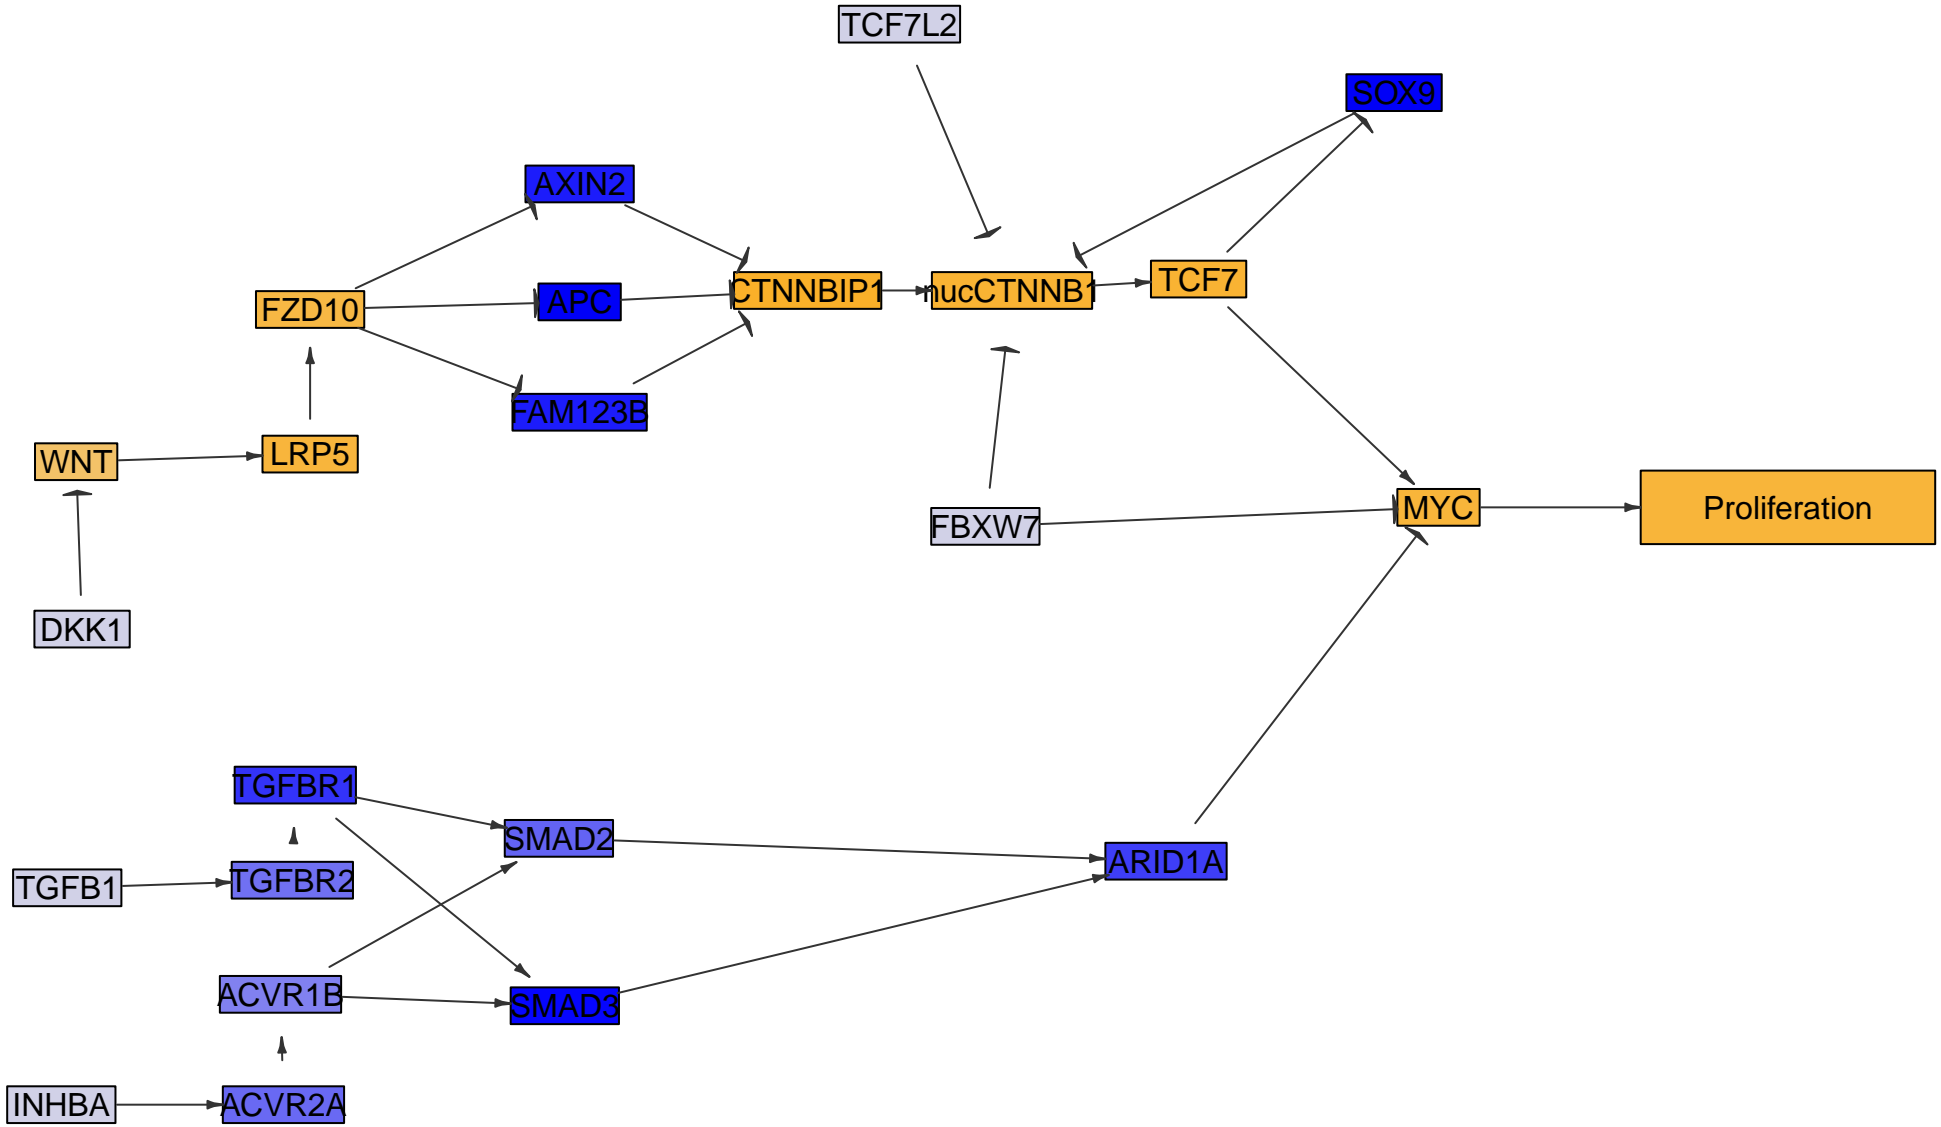 TCF7L2
SOX9
AXIN2
CTNNBIP1
nucCTNNB1
TCF7
FZD10
APC
FAM123B
WNT
LRP5
FBXW7
MYC
Proliferation
DKK1
TGFBR1
SMAD2
ARID1A
TGFB1
TGFBR2
ACVR1B
SMAD3
INHBA
ACVR2A